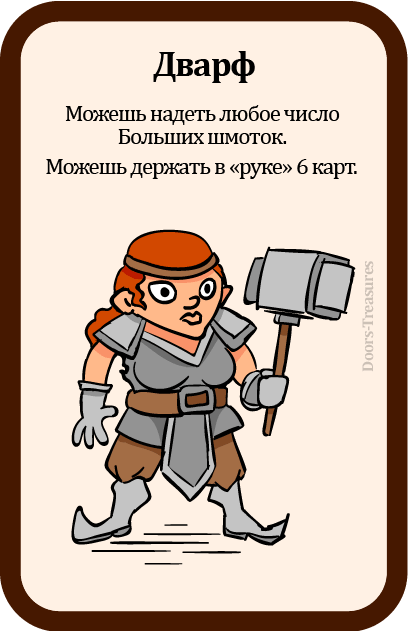 Дварф
Можешь надеть любое число
Больших шмоток.
Можешь держать в «руке» 6 карт.
Doors-Treasures